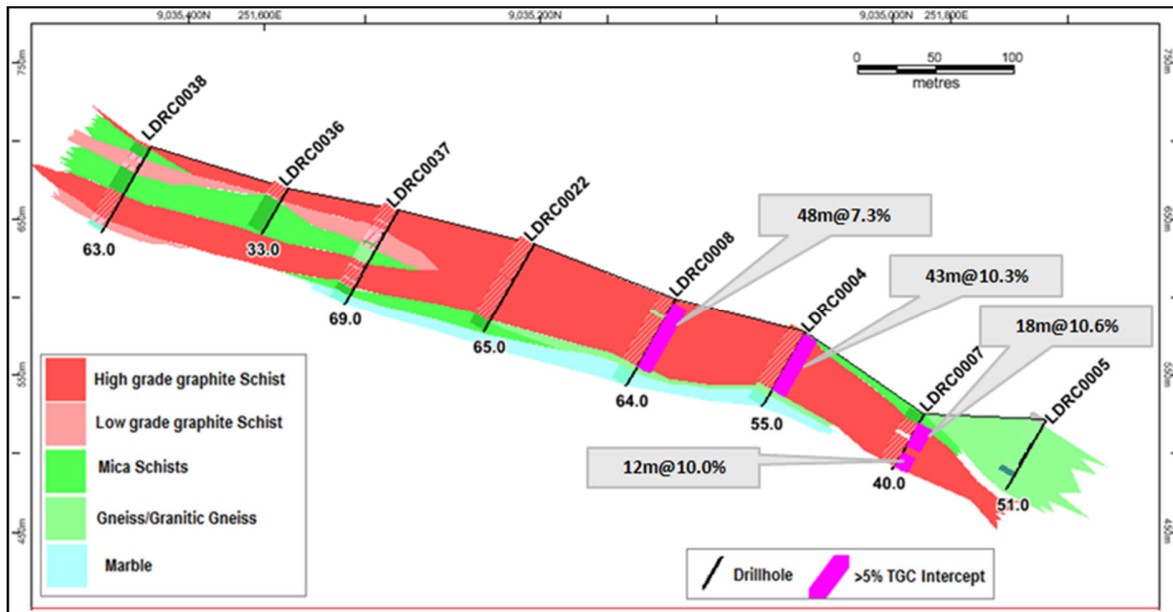 9,035,400N 251,600E 9,035,200N 9,035,000N 251,800E
750m 750m
0 50 100
metres
LDRC0038
LDRC0036
LDRC0037
LDRC0022
LDRC0008
LDRC0004
LDRC0007
LDRC0005
48m@7.3%
43m@10.3%
18m@10.6%
12m@10.0%
650m 650m
63.0
33.0
69.0
65.0
64.0
55.0
40.0
51.0
550m 550m
450m 450m
High grade graphite Schist
Low grade graphite Schist
Mica Schists
Gneiss/Granitic Gneiss
Marble
Drillhole
>5% TGC Intercept